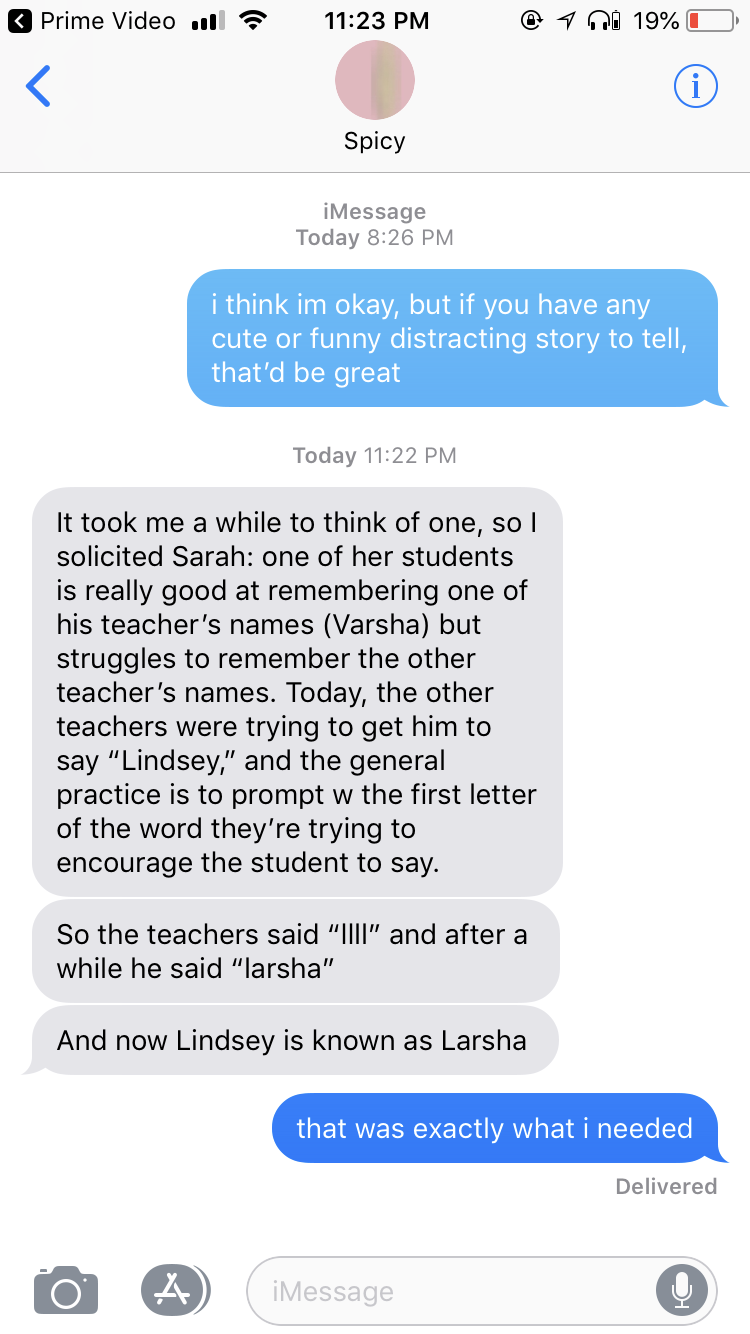 Prime Video 11:23 PM 19%
Spicy
iMessage
Today 8:26 PM
i think im okay, but if you have any
cute or funny distracting story to tell,
that’d be great
Today 11:22 PM
It took me a while to think of one, so I
solicited Sarah: one of her students
is really good at remembering one of
his teacher’s names (Varsha) but
struggles to remember the other
teacher’s names. Today, the other
teachers were trying to get him to
say “Lindsey,” and the general
practice is to prompt w the first letter
of the word they’re trying to
encourage the student to say.
So the teachers said “llll” and after a
while he said “larsha”
And now Lindsey is known as Larsha
that was exactly what i needed
Delivered
iMessage